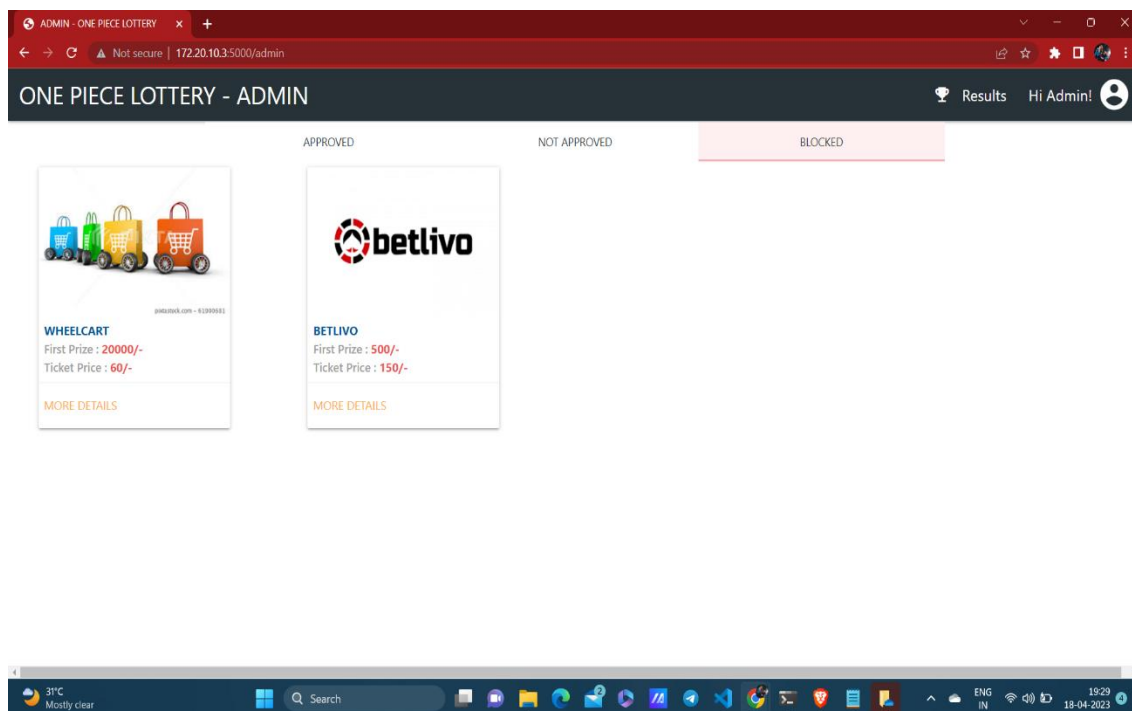 ADMIN - ONE PIECE LOTTERY
Not secure | 172.20.10.3:5000/admin
ONE PIECE LOTTERY - ADMIN
Results Hi Admin!
APPROVED NOT APPROVED BLOCKED
betlivo
WHEELCART
First Prize : 20000/-
Ticket Price : 60/-
MORE DETAILS
BETLIVO
First Prize : 500/-
Ticket Price : 150/-
MORE DETAILS
31°C
Mostly clear
Search
ENG
IN
19:29
18-04-2023